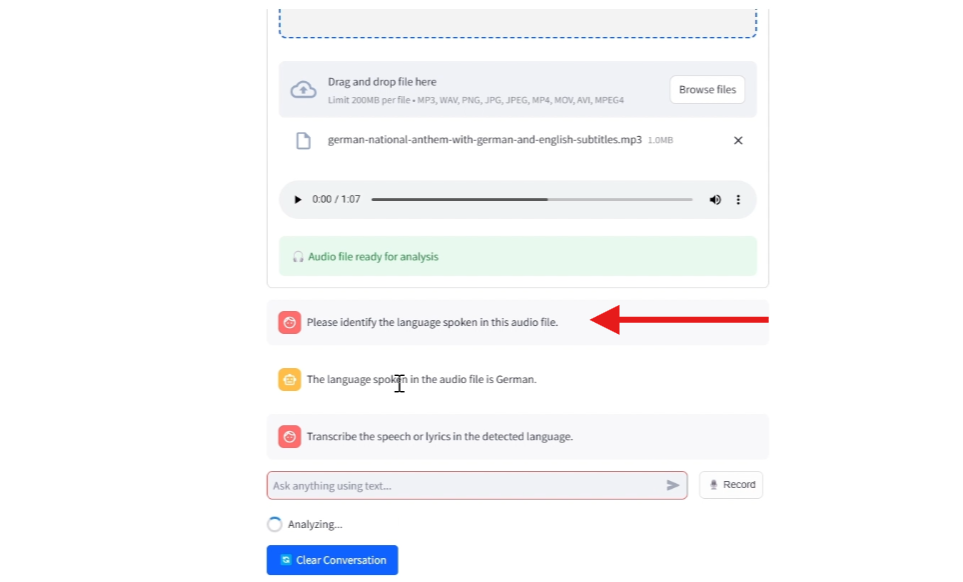 Drag and drop file here
Limit 200MB per file • MP3, WAV, PNG, JPG, JPEG, MP4, MOV, AVI, MPEG4
Browse files
german-national-anthem-with-german-and-english-subtitles.mp3 1.0MB
0:00 / 1:07
Audio file ready for analysis
Please identify the language spoken in this audio file.
The language spoken in the audio file is German.
Transcribe the speech or lyrics in the detected language.
Ask anything using text...
Record
Analyzing...
Clear Conversation